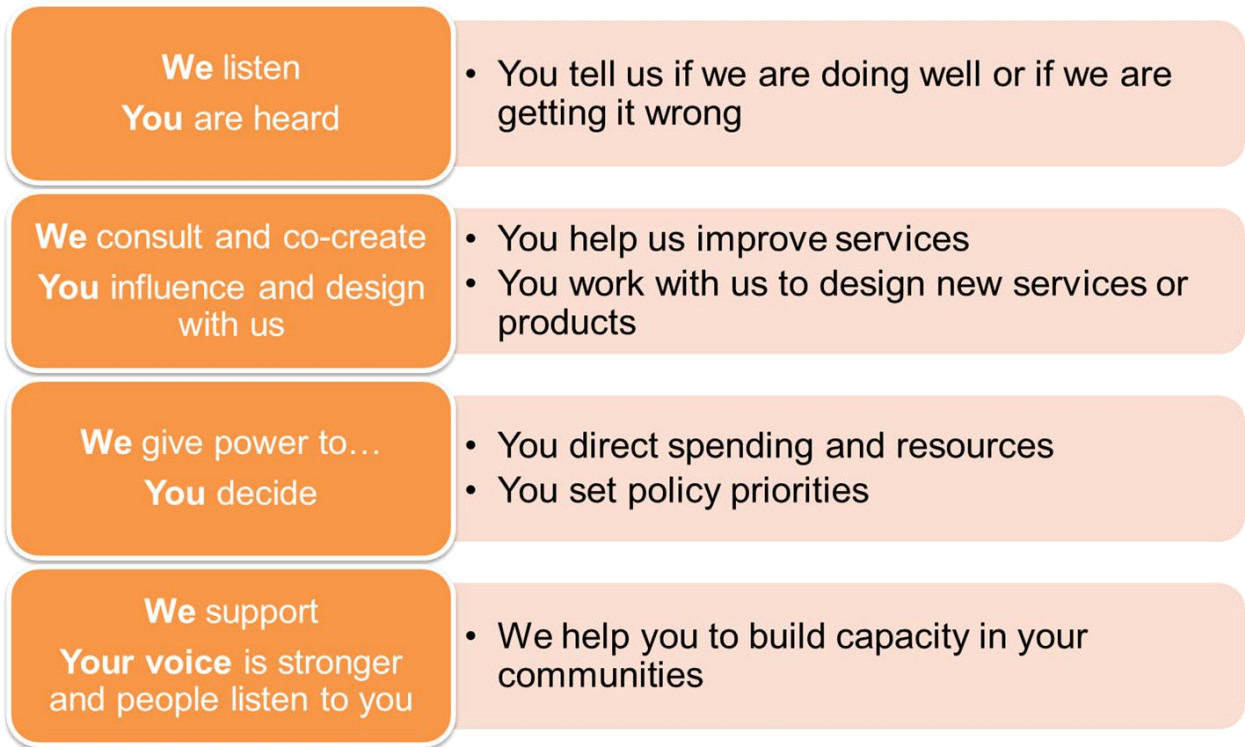 We listen
You are heard
• You tell us if we are doing well or if we are
getting it wrong
We consult and co-create
You influence and design
with us
• You help us improve services
• You work with us to design new services or
products
We give power to…
You decide
• You direct spending and resources
• You set policy priorities
We support
Your voice is stronger
and people listen to you
• We help you to build capacity in your
communities